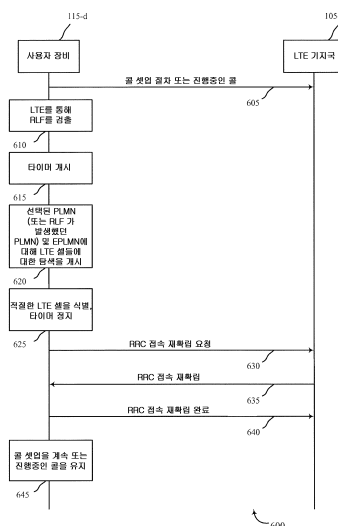 115-d
105
사용자 장비
LTE 기지국
콜 셋업 절차 또는 진행중인 콜
605
LTE를 통해
RLF를 검출
610
타이머 개시
615
선택된 PLMN
(또는 RLF 가
발생했던
PLMN) 및 EPLMN에
대해 LTE 셀들에
대한 탐색을 개시
620
적절한 LTE 셀을 식별,
타이머 정지
625
RRC 접속 재확립 요청
630
RRC 접속 재확립
635
RRC 접속 재확립 완료
640
콜 셋업을 계속 또는
진행중인 콜을 유지
645
600